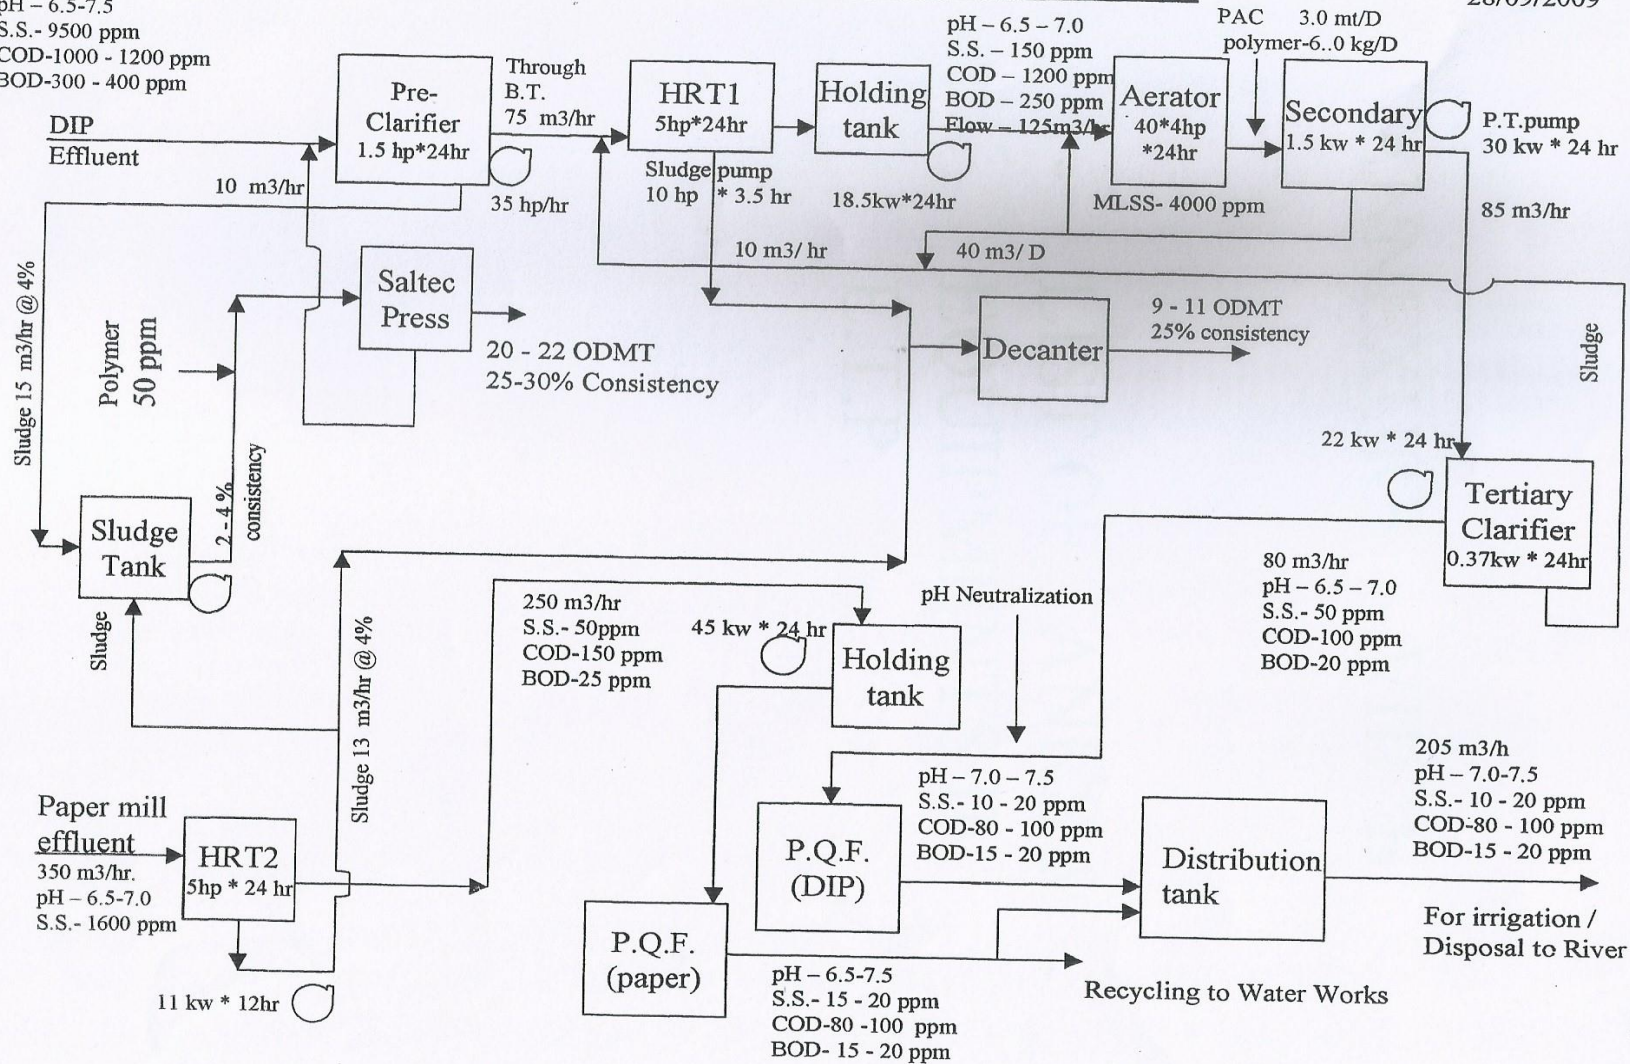 pH – 6.5-7.5
S.S.- 9500 ppm
COD-1000 - 1200 ppm
BOD-300 - 400 ppm
DIP
Effluent
10 m3/hr
Pre-
Clarifier
1.5 hp*24hr
Through
B.T.
75 m3/hr
35 hp/hr
HRT1
5hp*24hr
Sludge pump
10 hp * 3.5 hr
Holding
tank
18.5kw*24hr
pH – 6.5 – 7.0
S.S. – 150 ppm
COD – 1200 ppm
BOD – 250 ppm
Flow – 125m3/hr
Aerator
40*4hp
*24hr
MLSS- 4000 ppm
PAC 3.0 mt/D
polymer-6..0 kg/D
Secondary
1.5 kw * 24 hr
P.T.pump
30 kw * 24 hr
85 m3/hr
10 m3/ hr
40 m3/ D
Sludge 15 m3/hr @ 4%
Polymer
50 ppm
Saltec
Press
20 - 22 ODMT
25-30% Consistency
Decanter
9 - 11 ODMT
25% consistency
Sludge
22 kw * 24 hr
Tertiary
Clarifier
0.37kw * 24hr
80 m3/hr
pH – 6.5 – 7.0
S.S.- 50 ppm
COD-100 ppm
BOD-20 ppm
Sludge
Tank
2 - 4 %
consistency
Sludge
Sludge 13 m3/hr @ 4%
250 m3/hr
S.S.- 50ppm
COD-150 ppm
BOD-25 ppm
45 kw * 24 hr
Holding
tank
pH Neutralization
Paper mill
effluent
350 m3/hr.
pH – 6.5-7.0
S.S.- 1600 ppm
HRT2
5hp * 24 hr
11 kw * 12hr
P.Q.F.
(paper)
P.Q.F.
(DIP)
pH – 7.0 – 7.5
S.S.- 10 - 20 ppm
COD-80 - 100 ppm
BOD-15 - 20 ppm
Distribution
tank
205 m3/h
pH – 7.0-7.5
S.S.- 10 - 20 ppm
COD-80 - 100 ppm
BOD-15 - 20 ppm
For irrigation /
Disposal to River
Recycling to Water Works
pH – 6.5-7.5
S.S.- 15 - 20 ppm
COD-80 -100 ppm
BOD- 15 - 20 ppm